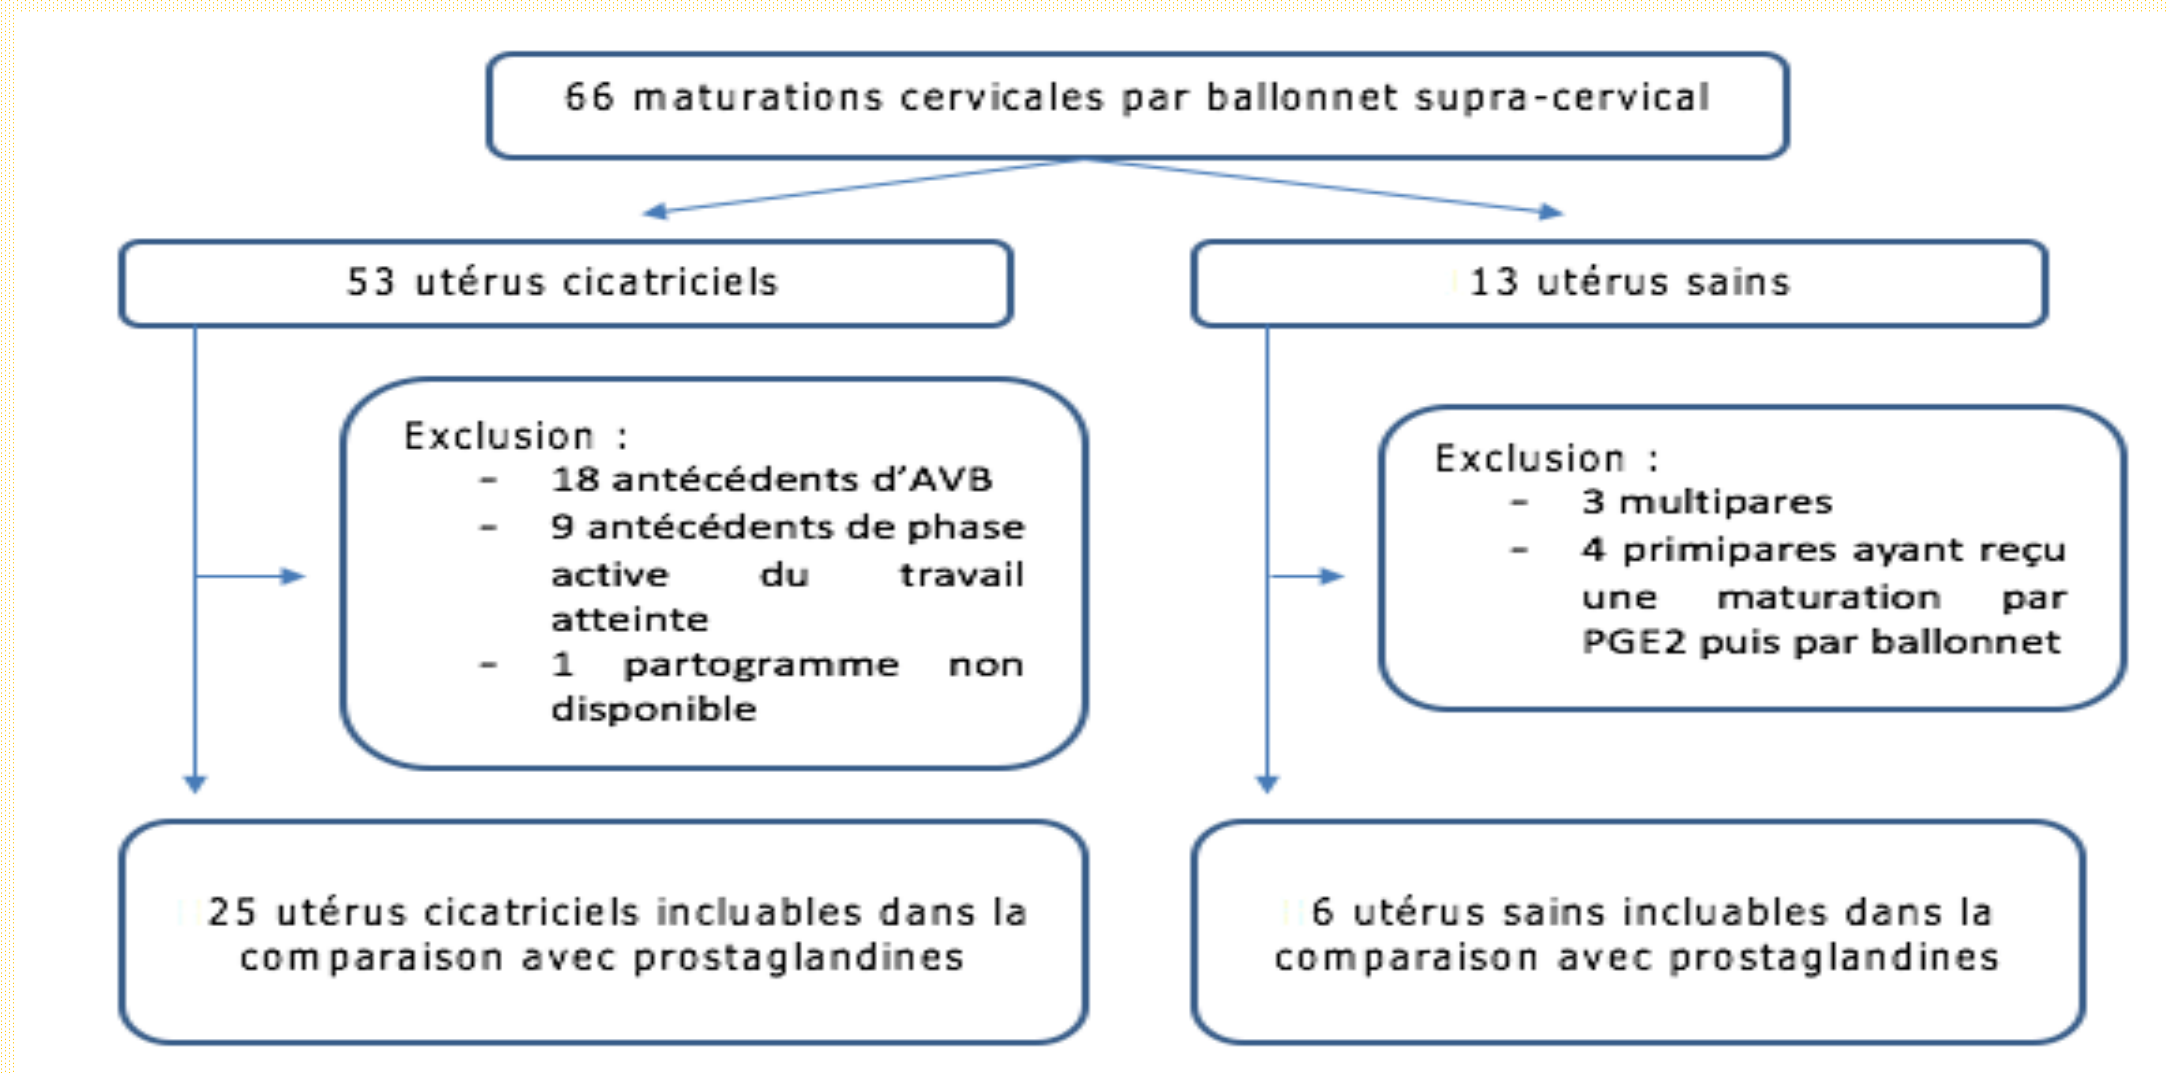 66 maturations cervicales par ballonnet supra-cervical
53 utérus cicatriciels
13 utérus sains
Exclusion :
- 18 antécédents d’AVB
- 9 antécédents de phase
active du travail
atteinte
- 1 partogramme non
disponible
Exclusion :
- 3 multipares
- 4 primipares ayant reçu
une maturation par
PGE2 puis par ballonnet
25 utérus cicatriciels incluables dans la
comparaison avec prostaglandines
6 utérus sains incluables dans la
comparaison avec prostaglandines